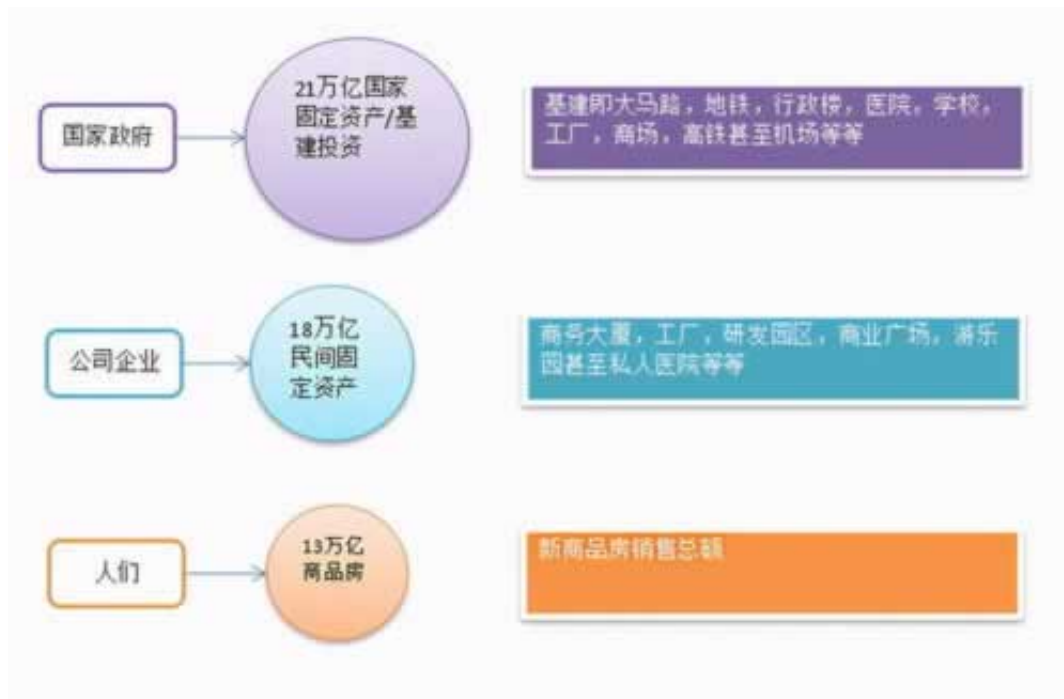 国家政府
21万亿国家
固定资产/基
建投资
基建即大马路，地铁，行政楼，医院，学校，
工厂，商场，高铁甚至机场等等
公司企业
18万亿
民间固
定资产
商务大厦，工厂，研发园区，商业广场，游乐
园甚至私人医院等等
人们
13万亿
商品房
新商品房销售总额